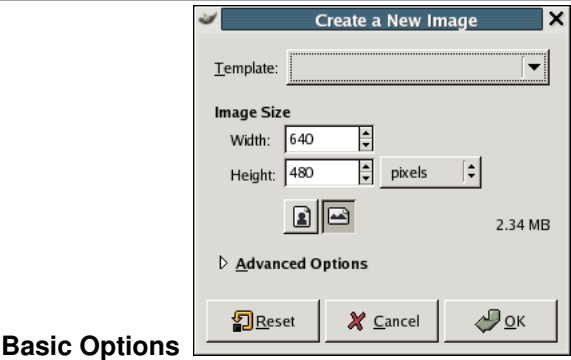 Create a New Image
Template:
Image Size
Width: 640
Height: 480 pixels
2.34 MB
Advanced Options
Reset Cancel OK
Basic Options